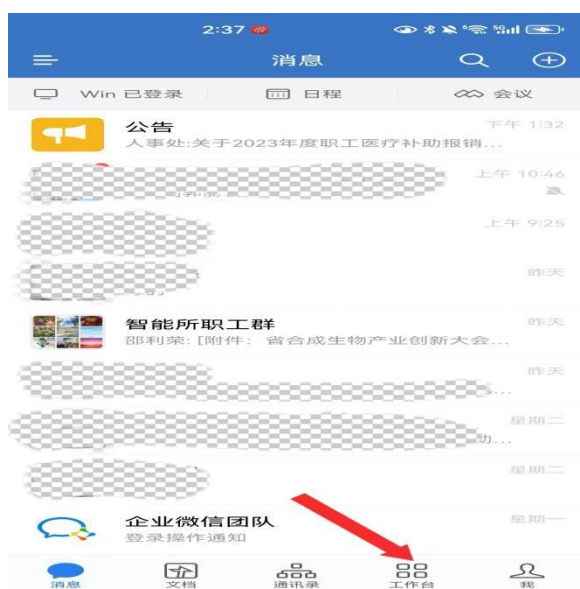 2:37
5G
消息
Win 已登录
日程
会议
公告
下午 1:32
人事处:关于2023年度职工医疗补助报销...
上午 10:46
上午 9:25
昨天
智能所职工群
昨天
邵利荣: [附件: 省合成生物产业创新大会...
昨天
星期二
星期二
企业微信团队
星期一
登录操作通知
消息
文档
通讯录
工作台
我